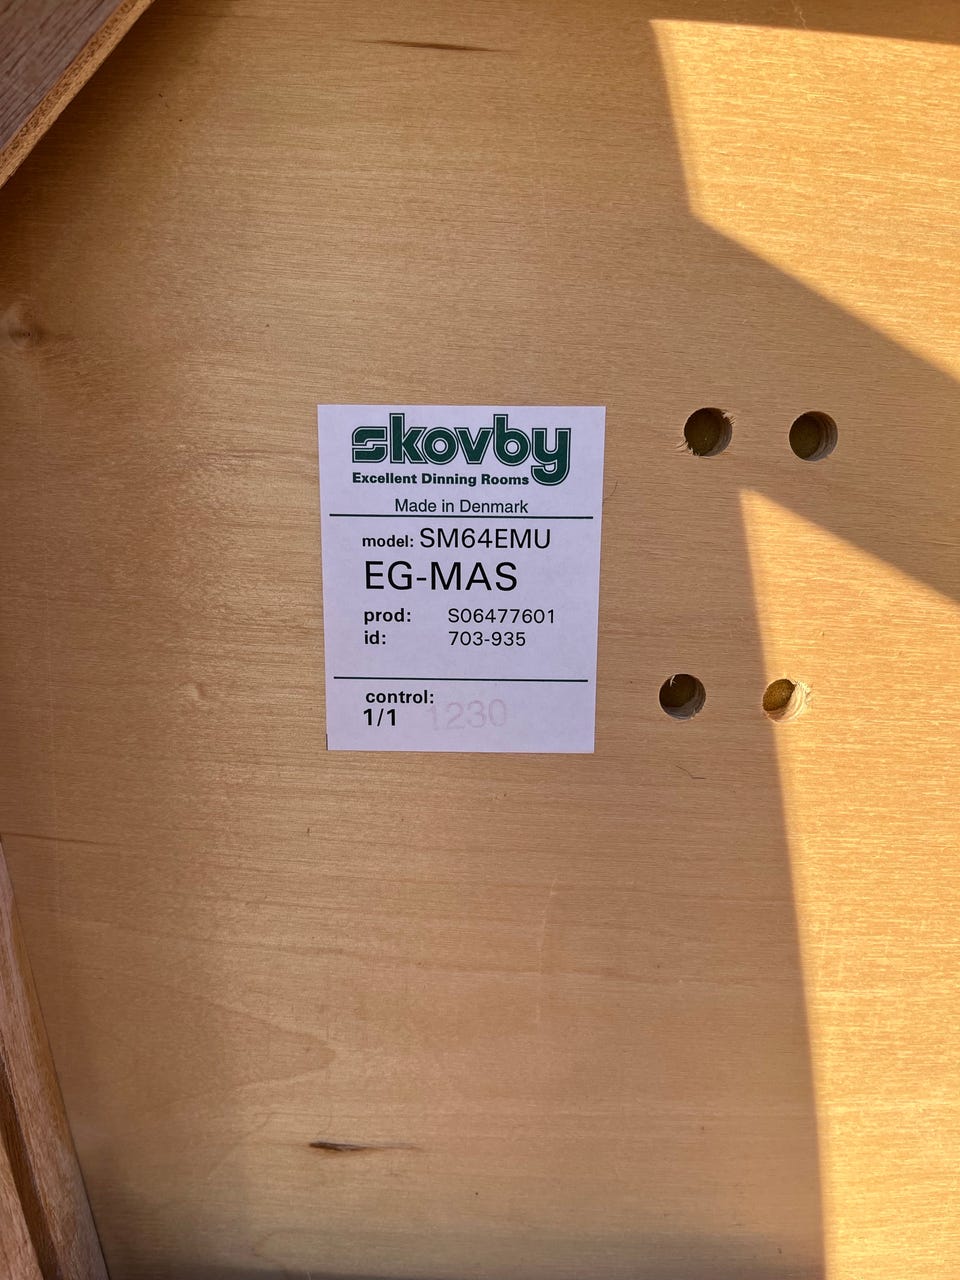 skovby
Excellent Dinning Rooms
Made in Denmark
model: SM64EMU
EG-MAS
prod: S06477601
id: 703-935
control:
1/1 1230